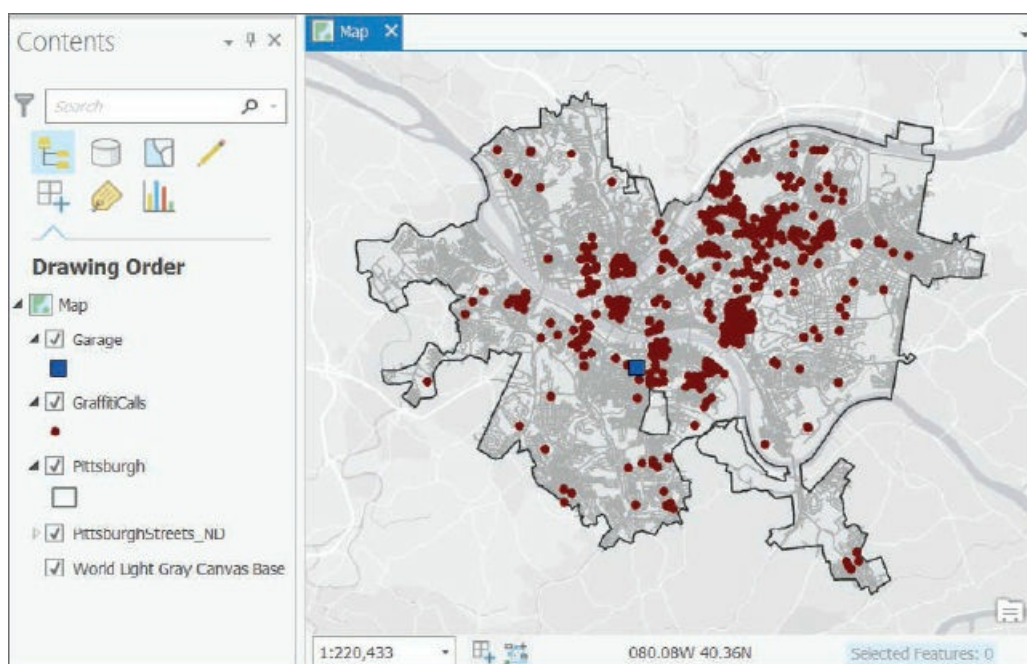 Contents
Search
Drawing Order
Map
Garage
GraffitiCalls
Pittsburgh
PittsburghStreets_ND
World Light Gray Canvas Base
Map
1:220,433
080.08W 40.36N
Selected Features: 0